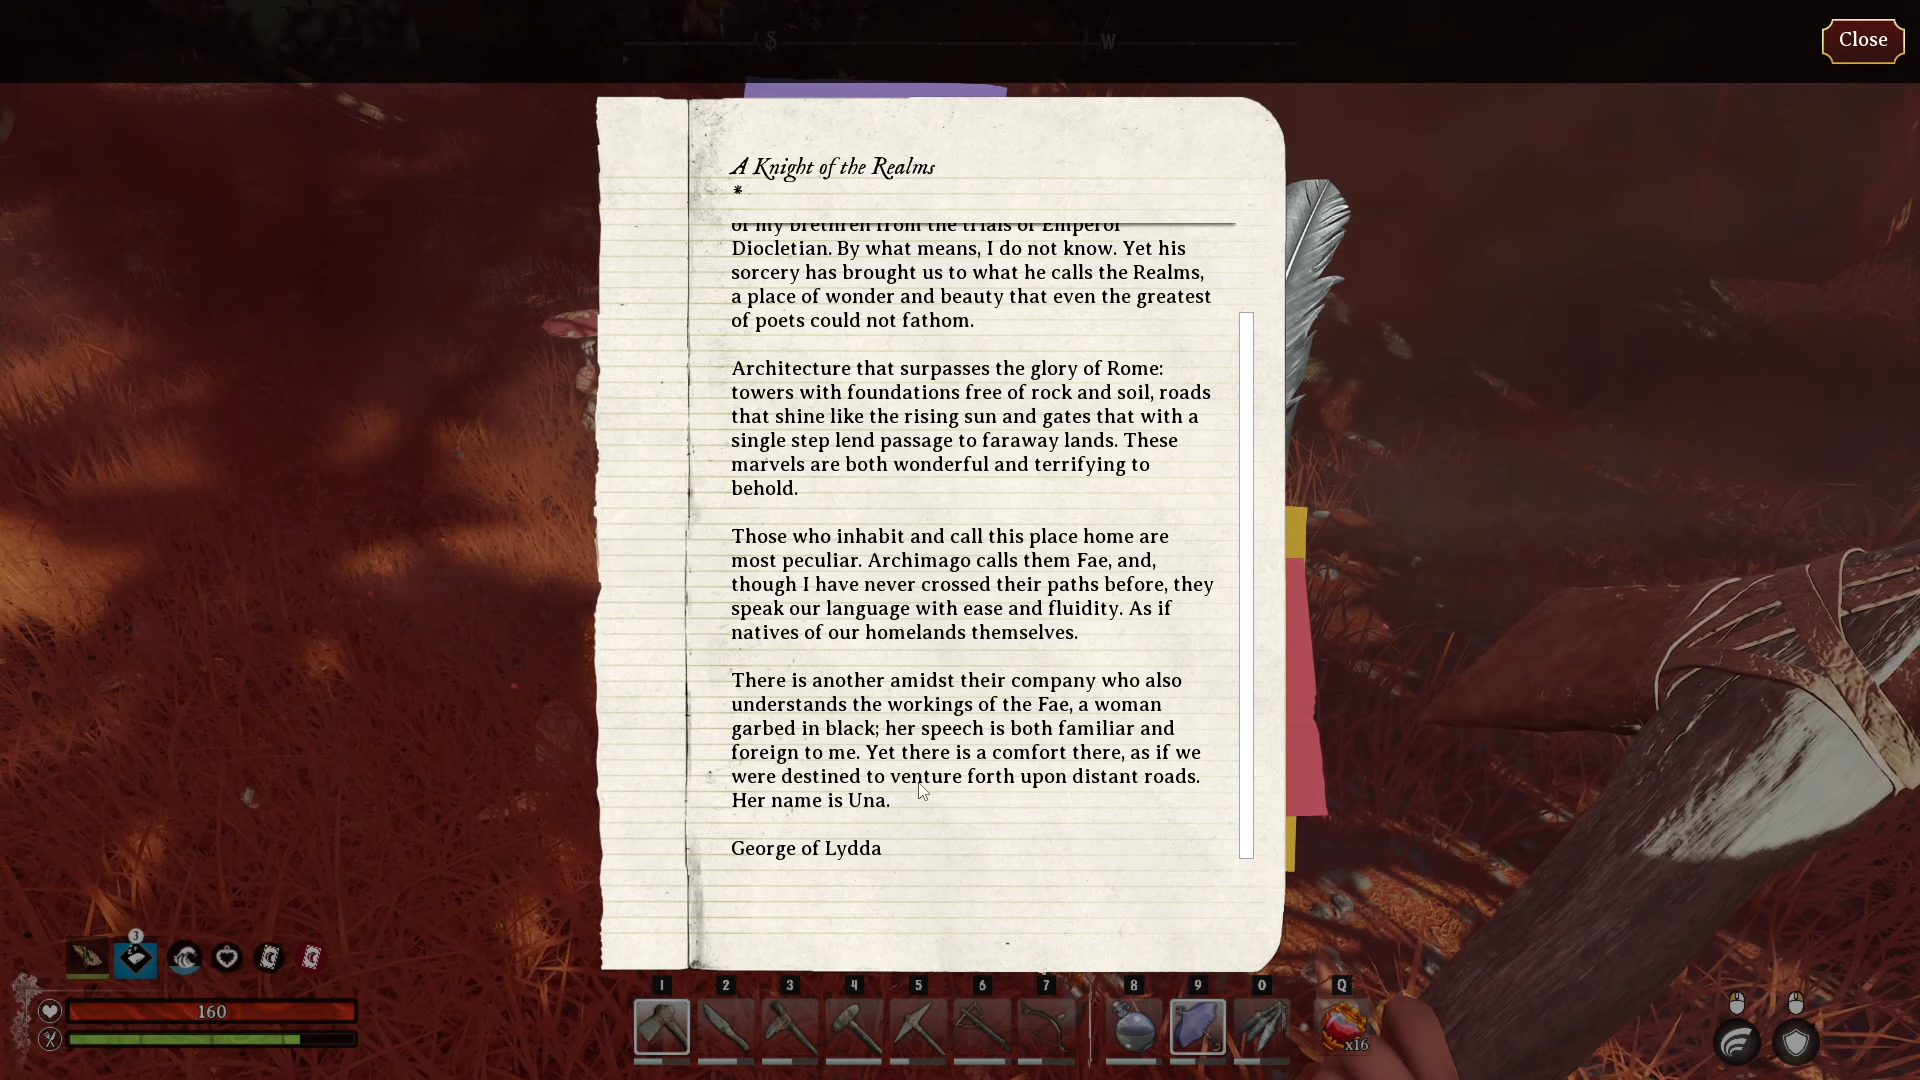 S
W
Close
A Knight of the Realms
*
of my brethren from the trials of Emperor
Diocletian. By what means, I do not know. Yet his
sorcery has brought us to what he calls the Realms,
a place of wonder and beauty that even the greatest
of poets could not fathom.
Architecture that surpasses the glory of Rome:
towers with foundations free of rock and soil, roads
that shine like the rising sun and gates that with a
single step lend passage to faraway lands. These
marvels are both wonderful and terrifying to
behold.
Those who inhabit and call this place home are
most peculiar. Archimago calls them Fae, and,
though I have never crossed their paths before, they
speak our language with ease and fluidity. As if
natives of our homelands themselves.
There is another amidst their company who also
understands the workings of the Fae, a woman
garbed in black; her speech is both familiar and
foreign to me. Yet there is a comfort there, as if we
were destined to venture forth upon distant roads.
Her name is Una.
George of Lydda
3
160
1 2 3 4 5 6 7 8 9 0 Q
x16